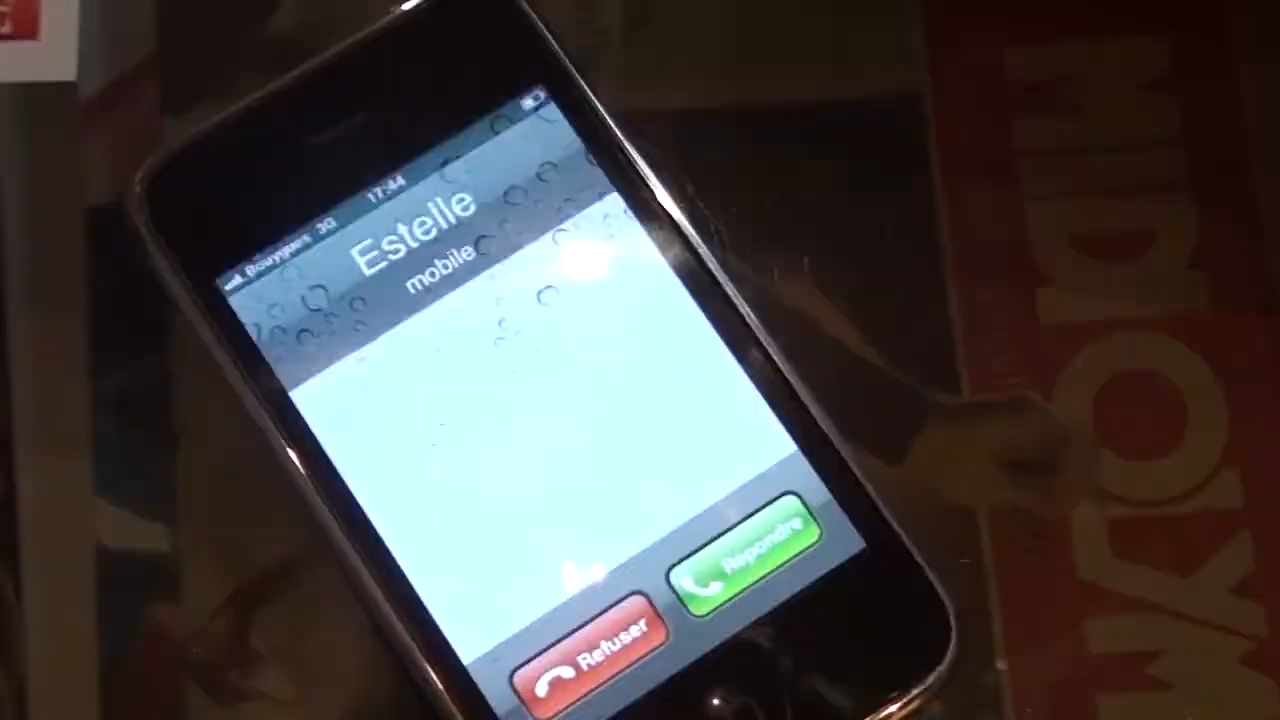 Bouygues 3G 17:44
Estelle
mobile
Refuser
Répondre